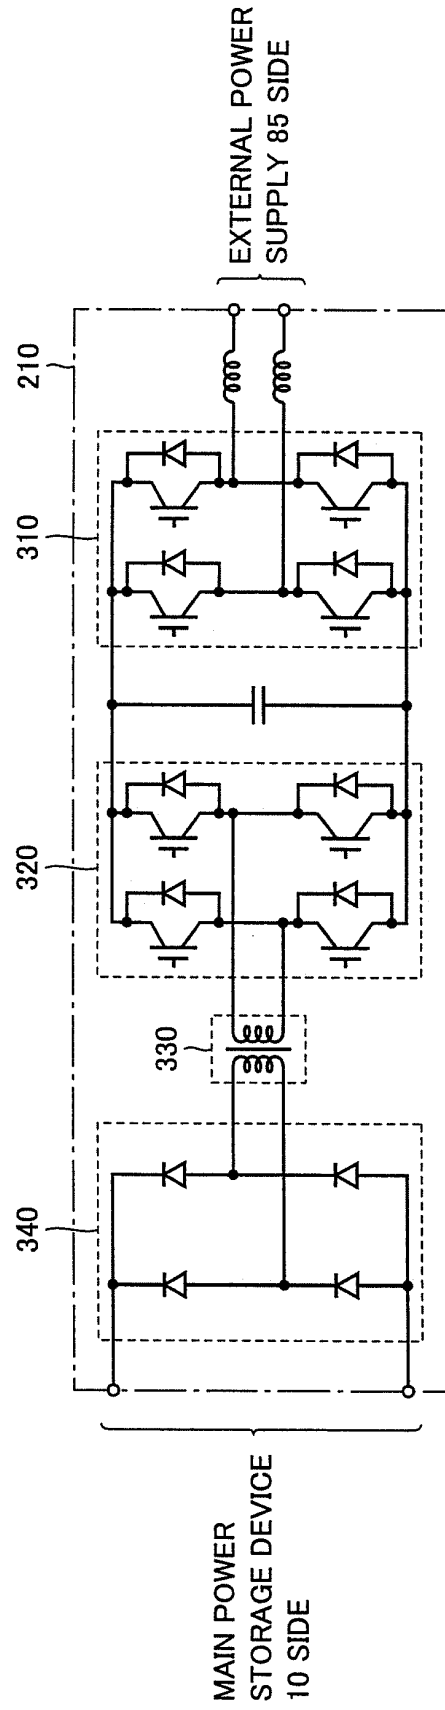 210
310
320
330
340
EXTERNAL POWER
SUPPLY 85 SIDE
MAIN POWER
STORAGE DEVICE
10 SIDE